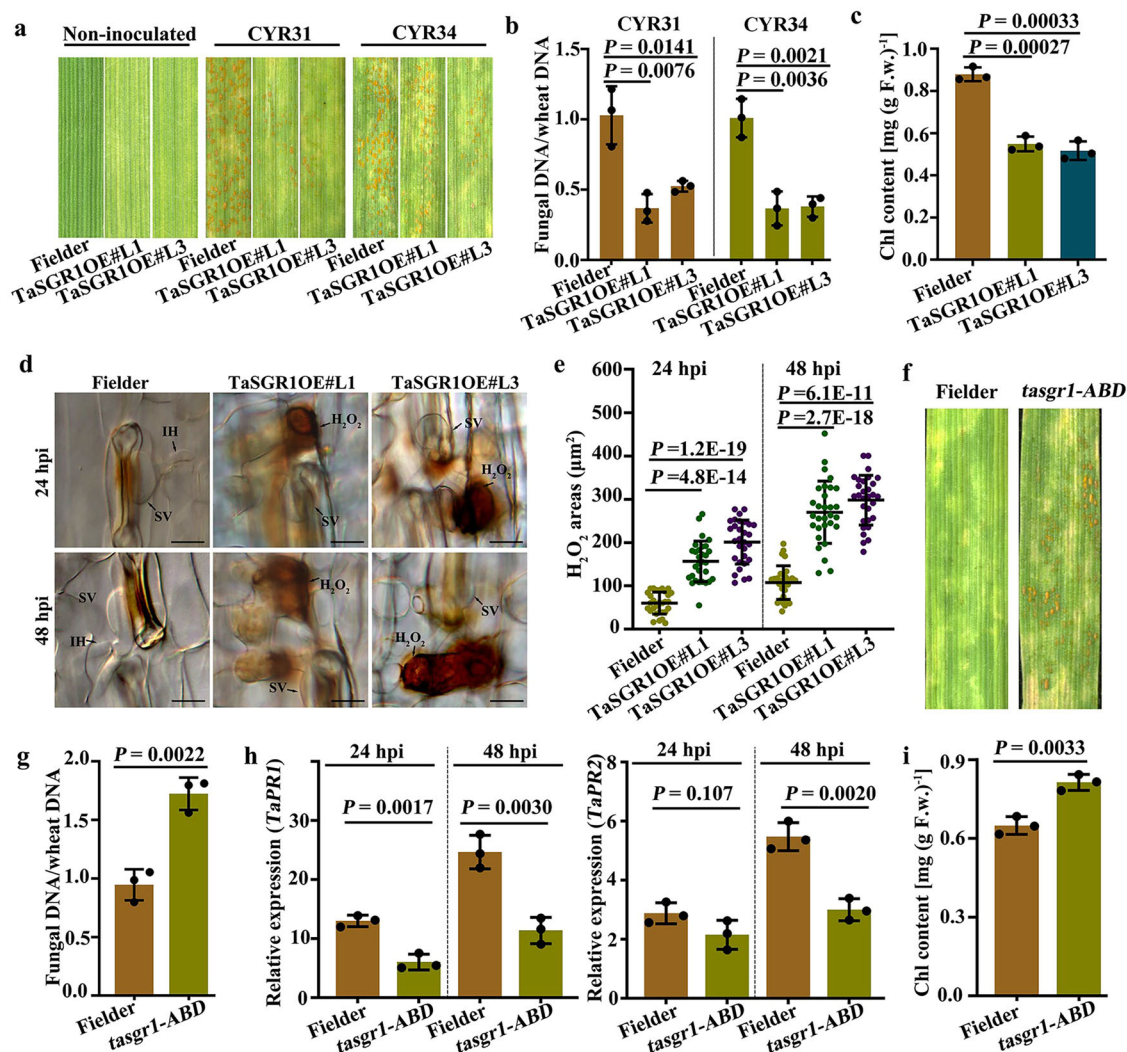 a
Non-inoculated CYR31 CYR34
Fielder
TaSGR1OE#L1
TaSGR1OE#L3
Fielder
TaSGR1OE#L1
TaSGR1OE#L3
Fielder
TaSGR1OE#L1
TaSGR1OE#L3
b
CYR31 CYR34
Fungal DNA/wheat DNA
1.5
1.0
0.5
0.0
P = 0.0141
P = 0.0076
P = 0.0021
P = 0.0036
Fielder
TaSGR1OE#L1
TaSGR1OE#L3
Fielder
TaSGR1OE#L1
TaSGR1OE#L3
c
Chl content [mg (g F.w.)⁻¹]
1.0
0.8
0.6
0.4
0.2
0
P = 0.00033
P = 0.00027
Fielder
TaSGR1OE#L1
TaSGR1OE#L3
d
Fielder TaSGR1OE#L1 TaSGR1OE#L3
24 hpi
IH
SV
H₂O₂
SV
SV
H₂O₂
48 hpi
SV
IH
H₂O₂
SV
SV
H₂O₂
e
24 hpi 48 hpi
H₂O₂ areas (µm²)
600
500
400
300
200
100
0
P =1.2E-19
P =4.8E-14
P =6.1E-11
P =2.7E-18
Fielder
TaSGR1OE#L1
TaSGR1OE#L3
Fielder
TaSGR1OE#L1
TaSGR1OE#L3
f
Fielder tasgr1-ABD
g
Fungal DNA/wheat DNA
2.0
1.5
1.0
0.5
0.0
P = 0.0022
Fielder
tasgr1-ABD
h
24 hpi 48 hpi
Relative expression (TaPR1)
30
20
10
0
P = 0.0017
P = 0.0030
Fielder
tasgr1-ABD
Fielder
tasgr1-ABD
24 hpi 48 hpi
Relative expression (TaPR2)
8
6
4
2
0
P = 0.107
P = 0.0020
Fielder
tasgr1-ABD
Fielder
tasgr1-ABD
i
Chl content [mg (g F.w.)⁻¹]
0.9
0.6
0.3
0.0
P = 0.0033
Fielder
tasgr1-ABD